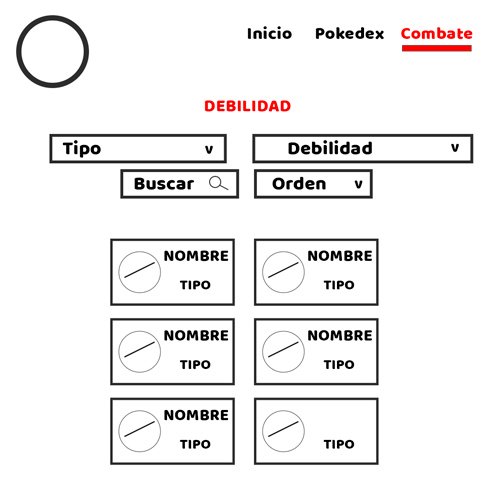 Inicio Pokedex Combate
DEBILIDAD
Tipo v Debilidad v
Buscar Orden v
NOMBRE NOMBRE
TIPO TIPO
NOMBRE NOMBRE
TIPO TIPO
NOMBRE
TIPO TIPO